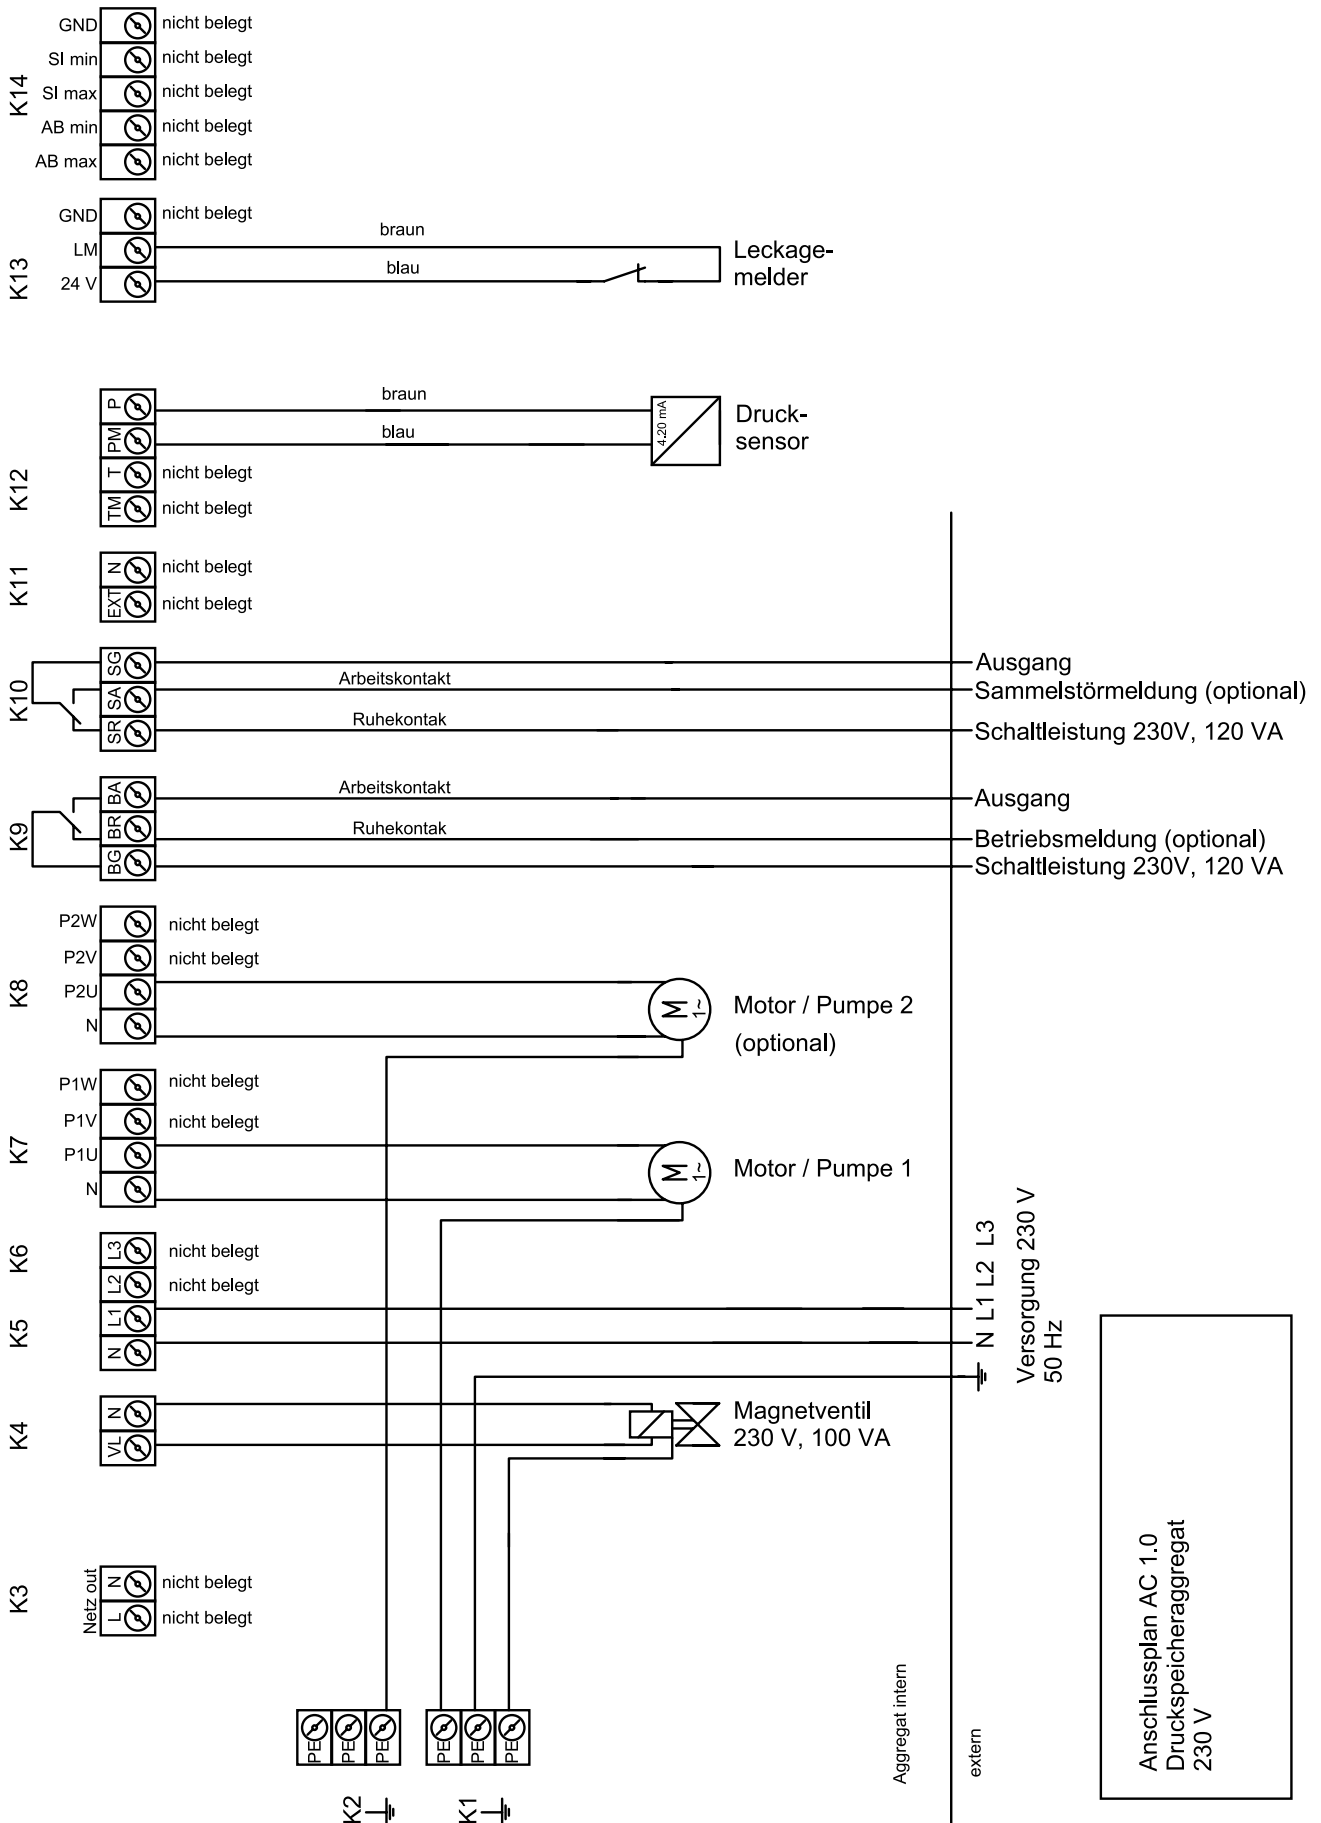 K14
GND nicht belegt
SI min nicht belegt
SI max nicht belegt
AB min nicht belegt
AB max nicht belegt
K13
GND nicht belegt
LM braun
24 V blau
Leckage-
melder
K12
P braun
PM blau
T nicht belegt
TM nicht belegt
4.20 mA
Druck-
sensor
K11
N nicht belegt
EXT nicht belegt
K10
SG Ausgang
SA Arbeitskontakt Sammelstörmeldung (optional)
SR Ruhekontak Schaltleistung 230V, 120 VA
K9
BA Arbeitskontakt Ausgang
BR Ruhekontak Betriebsmeldung (optional)
BG Schaltleistung 230V, 120 VA
K8
P2W nicht belegt
P2V nicht belegt
P2U
N
M
1~
Motor / Pumpe 2
(optional)
K7
P1W nicht belegt
P1V nicht belegt
P1U
N
M
1~
Motor / Pumpe 1
K6
L3 nicht belegt
L2 nicht belegt
K5
L1
N
N L1 L2 L3
Versorgung 230 V
50 Hz
K4
N
VL
Magnetventil
230 V, 100 VA
K3
Netz out
N nicht belegt
L nicht belegt
PE PE PE
K2
PE PE PE
K1
Aggregat intern
extern
Anschlussplan AC 1.0
Druckspeicheraggregat
230 V